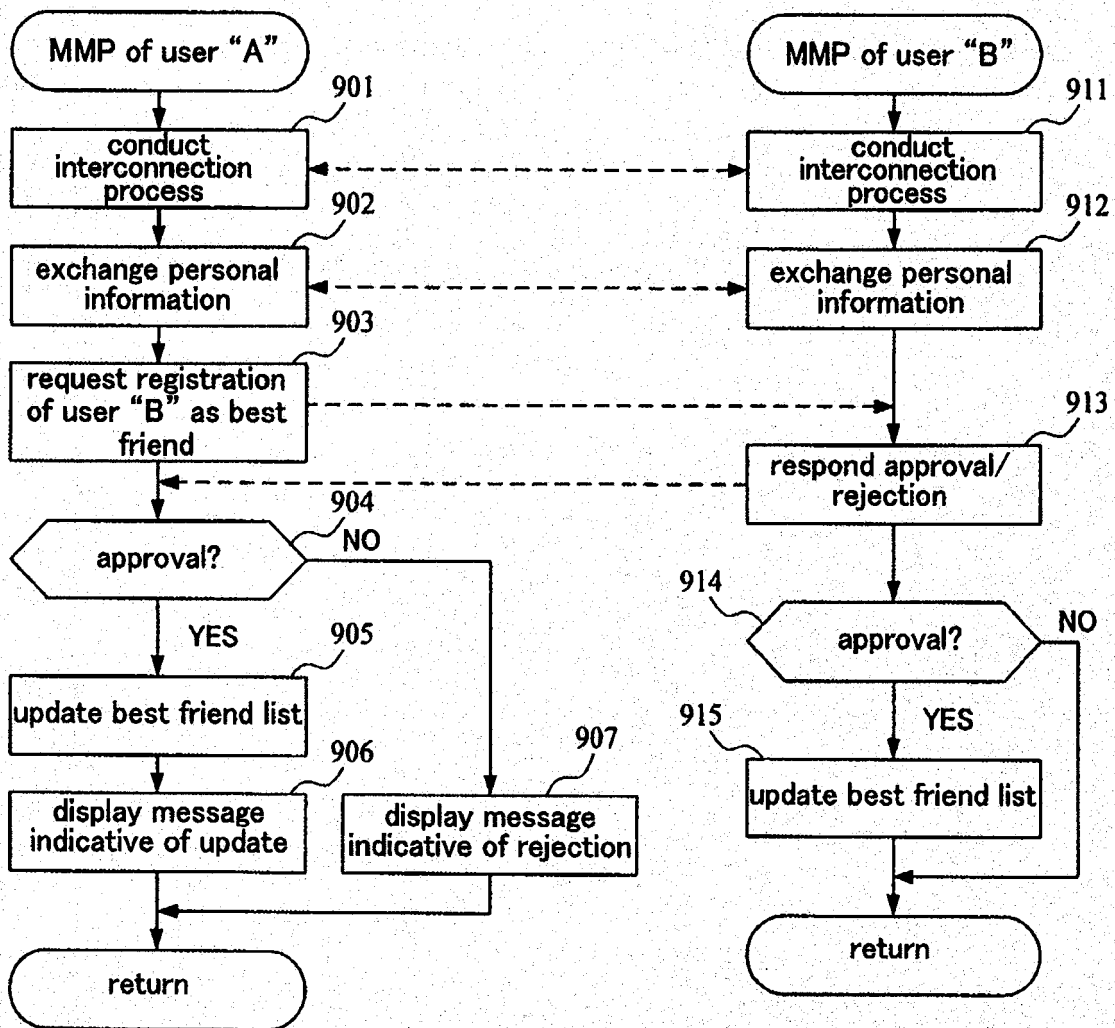 MMP of user “A”
901
conduct
interconnection
process
902
exchange personal
information
903
request registration
of user “B” as best
friend
904
approval?
NO
YES
905
update best friend list
906
display message
indicative of update
907
display message
indicative of rejection
return
MMP of user “B”
911
conduct
interconnection
process
912
exchange personal
information
913
respond approval/
rejection
914
approval?
NO
YES
915
update best friend list
return